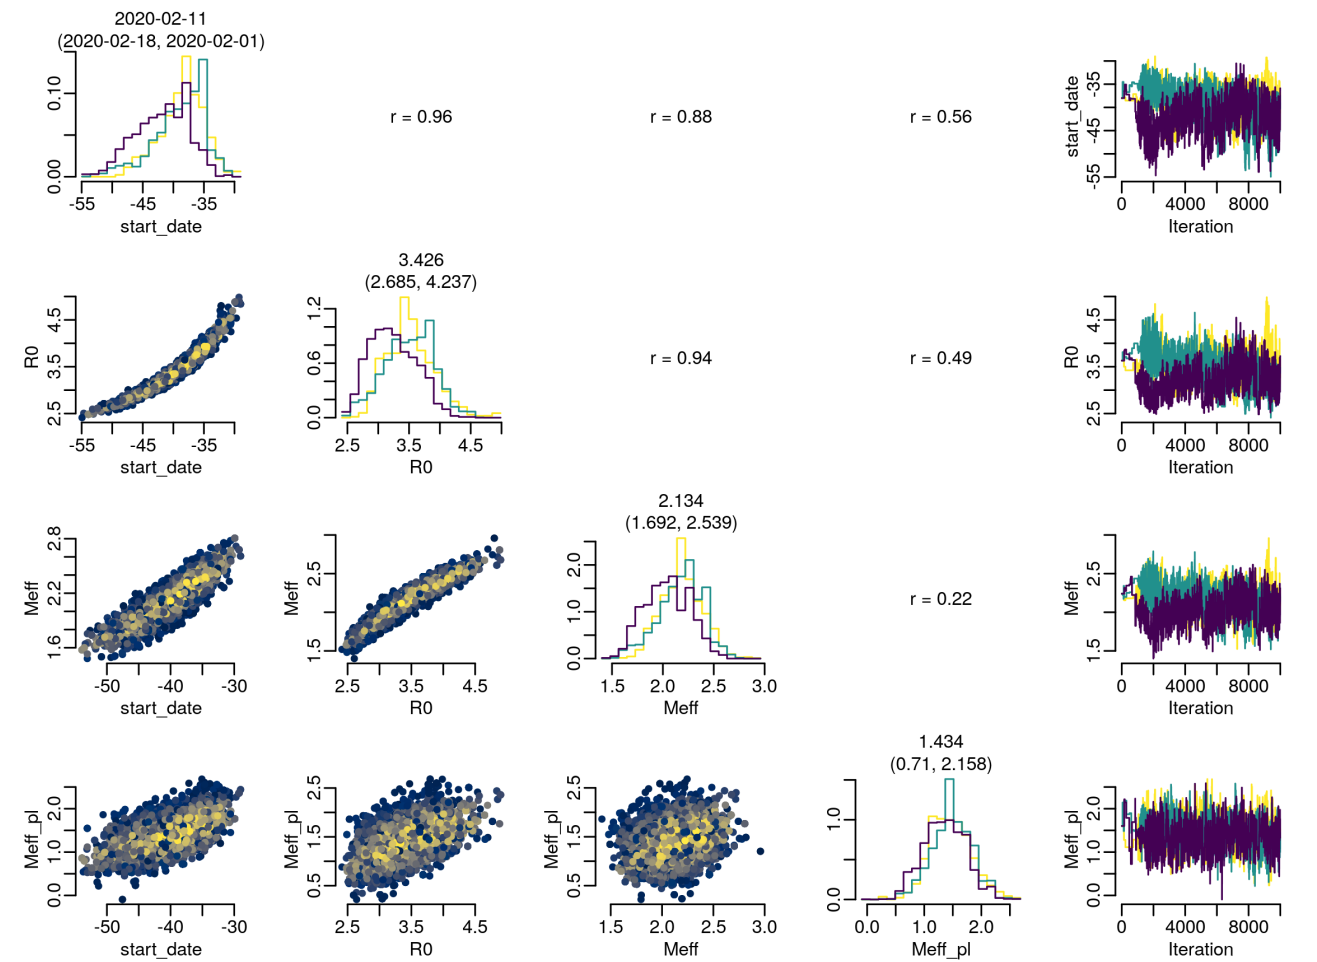 2020-02-11
(2020-02-18, 2020-02-01)
0.00 0.10
-55 -45 -35
start_date
r = 0.96
r = 0.88
r = 0.56
start_date
-55 -45 -35
0 4000 8000
Iteration
R0
2.5 3.5 4.5
-55 -45 -35
start_date
3.426
(2.685, 4.237)
0.0 0.6 1.2
2.5 3.5 4.5
R0
r = 0.94
r = 0.49
R0
2.5 3.5 4.5
0 4000 8000
Iteration
Meff
1.6 2.2 2.8
-50 -40 -30
start_date
Meff
1.5 2.5
2.5 3.5 4.5
R0
2.134
(1.692, 2.539)
0.0 1.0 2.0
1.5 2.0 2.5 3.0
Meff
r = 0.22
Meff
1.5 2.5
0 4000 8000
Iteration
Meff_pl
0.0 1.0 2.0
-50 -40 -30
start_date
Meff_pl
0.5 1.5 2.5
2.5 3.5 4.5
R0
Meff_pl
0.5 1.5 2.5
1.5 2.0 2.5 3.0
Meff
1.434
(0.71, 2.158)
0.0 1.0
0.0 1.0 2.0
Meff_pl
Meff_pl
0.0 1.0 2.0
0 4000 8000
Iteration